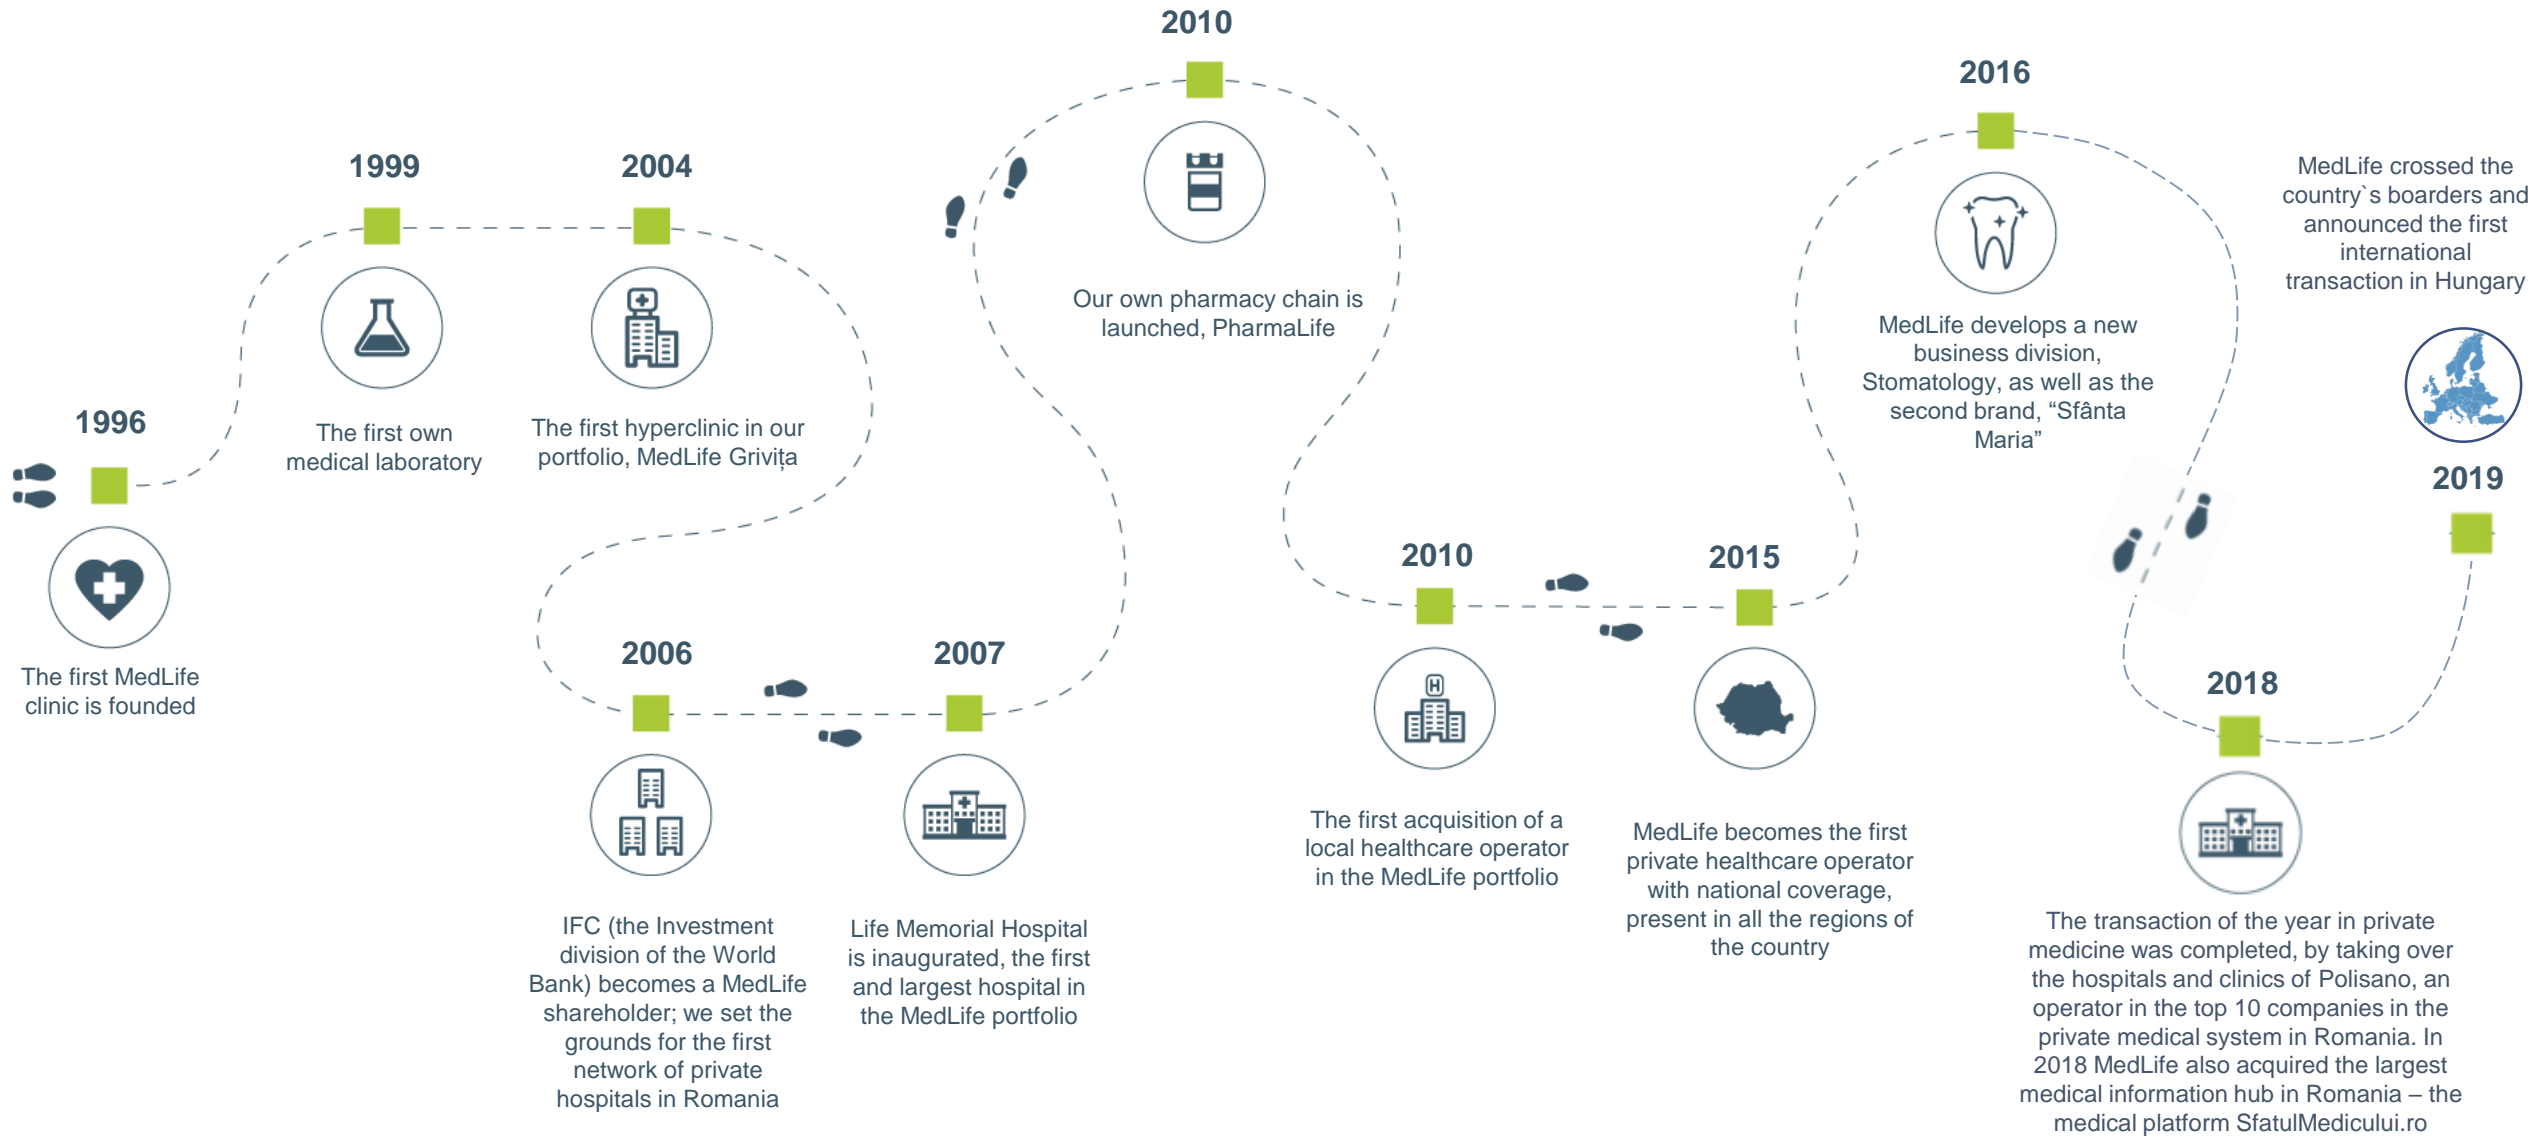 1996
The first MedLife
clinic is founded
1999
The first own
medical laboratory
2004
The first hyperclinic in our
portfolio, MedLife Grivița
2006
IFC (the Investment
division of the World
Bank) becomes a MedLife
shareholder; we set the
grounds for the first
network of private
hospitals in Romania
2007
Life Memorial Hospital
is inaugurated, the first
and largest hospital in
the MedLife portfolio
2010
Our own pharmacy chain is
launched, PharmaLife
2010
H
The first acquisition of a
local healthcare operator
in the MedLife portfolio
2015
MedLife becomes the first
private healthcare operator
with national coverage,
present in all the regions of
the country
2016
MedLife develops a new
business division,
Stomatology, as well as the
second brand, “Sfânta
Maria”
2018
The transaction of the year in private
medicine was completed, by taking over
the hospitals and clinics of Polisano, an
operator in the top 10 companies in the
private medical system in Romania. In
2018 MedLife also acquired the largest
medical information hub in Romania – the
medical platform SfatulMedicului.ro
MedLife crossed the
country`s boarders and
announced the first
international
transaction in Hungary
2019